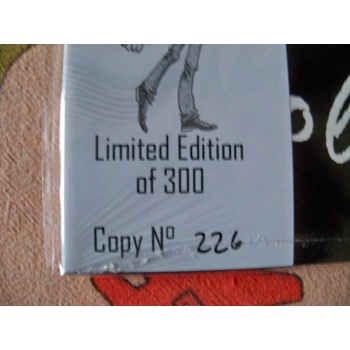 Limited Edition
of 300
Copy Nº 226